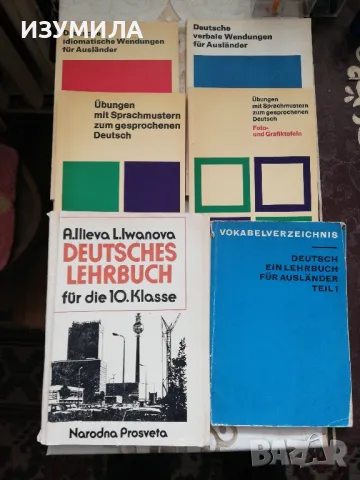 ИЗУМИЛА
idiomatische Wendungen
für Ausländer
Deutsche
verbale Wendungen
für Ausländer
Übungen
mit Sprachmustern
zum gesprochenen
Deutsch
Übungen
mit Sprachmustern
zum gesprochenen
Deutsch
Foto-
und Grafiktafeln
A.Ilieva L.Iwanova
DEUTSCHES
LEHRBUCH
für die 10.Klasse
Narodna Prosveta
VOKABELVERZEICHNIS
DEUTSCH
EIN LEHRBUCH
FÜR AUSLÄNDER
TEIL 1
bazar